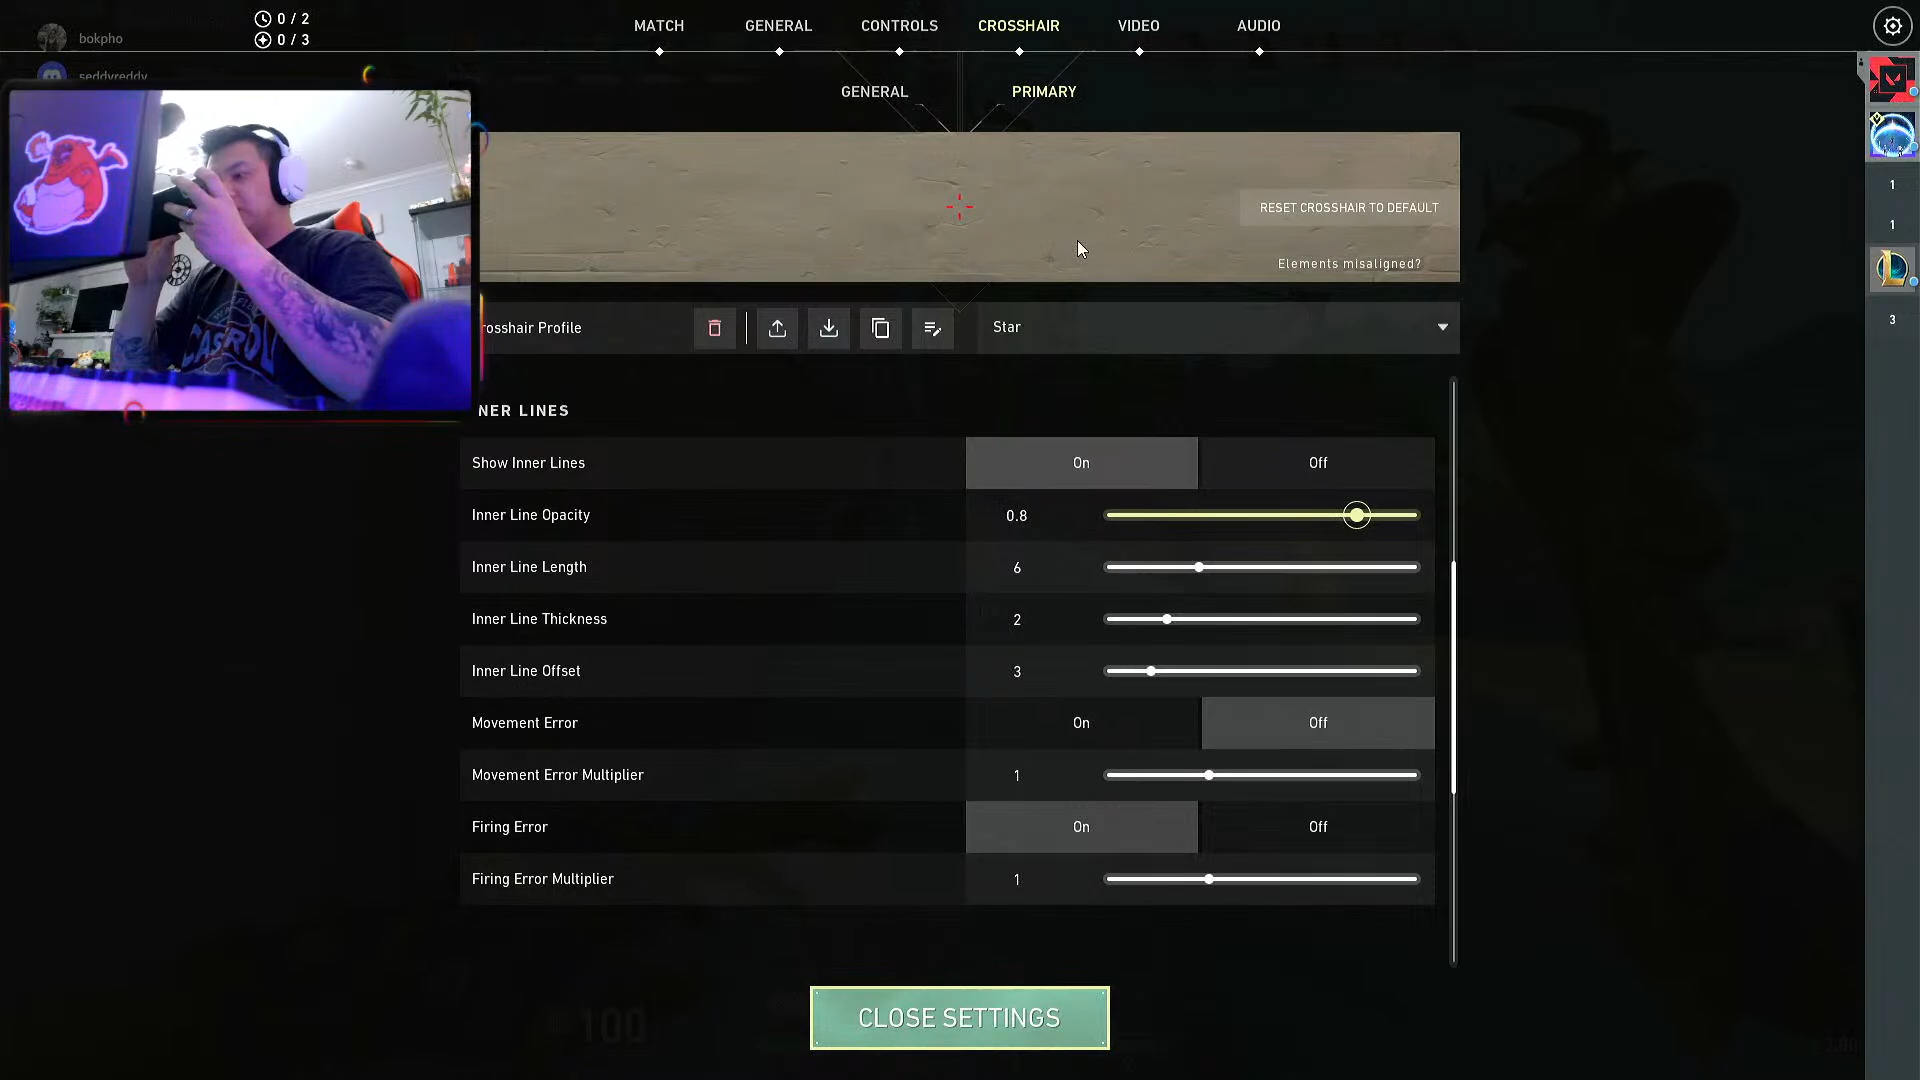 bokpho
seddyreddy
0 / 2
0 / 3
MATCH
GENERAL
CONTROLS
CROSSHAIR
VIDEO
AUDIO
GENERAL
PRIMARY
RESET CROSSHAIR TO DEFAULT
Elements misaligned?
rosshair Profile
Star
NER LINES
Show Inner Lines
On
Off
Inner Line Opacity
0.8
Inner Line Length
6
Inner Line Thickness
2
Inner Line Offset
3
Movement Error
On
Off
Movement Error Multiplier
1
Firing Error
On
Off
Firing Error Multiplier
1
CLOSE SETTINGS
100
1
1
3